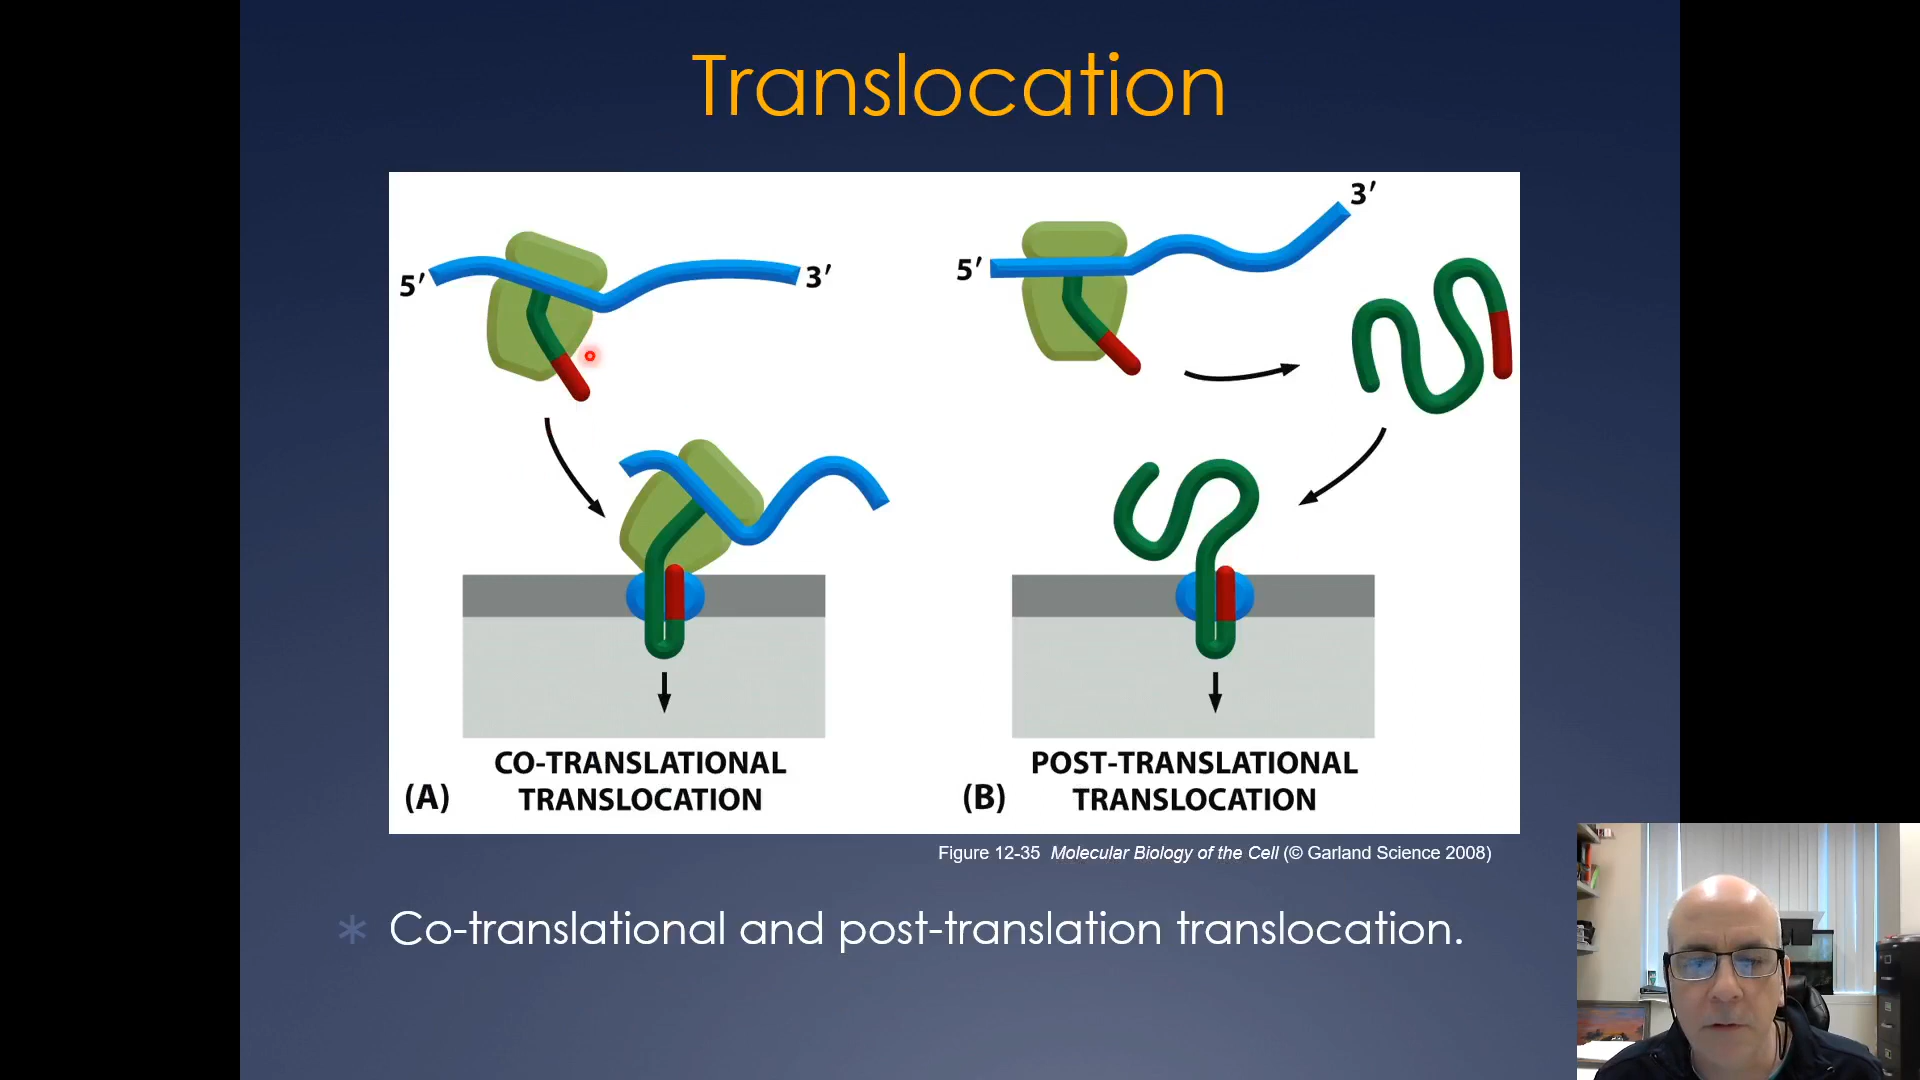 Translocation
5′
3′
5′
3′
CO-TRANSLATIONAL
TRANSLOCATION
(A)
POST-TRANSLATIONAL
TRANSLOCATION
(B)
Figure 12-35 Molecular Biology of the Cell (© Garland Science 2008)
* Co-translational and post-translation translocation.